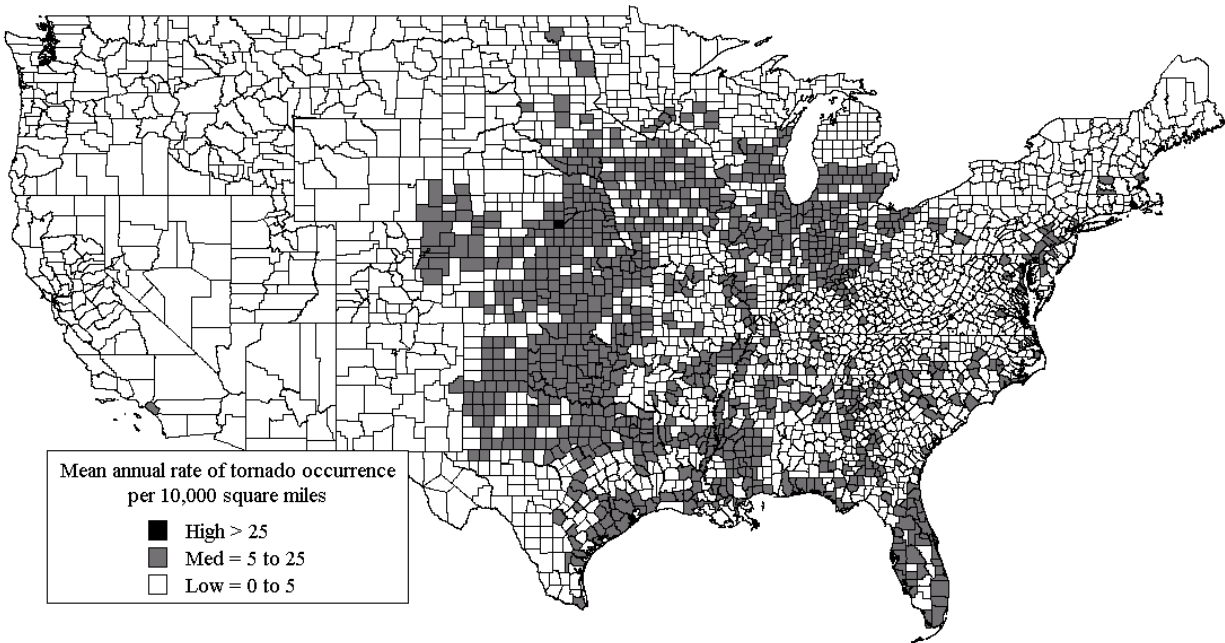 Mean annual rate of tornado occurrence
per 10,000 square miles
High > 25
Med = 5 to 25
Low = 0 to 5